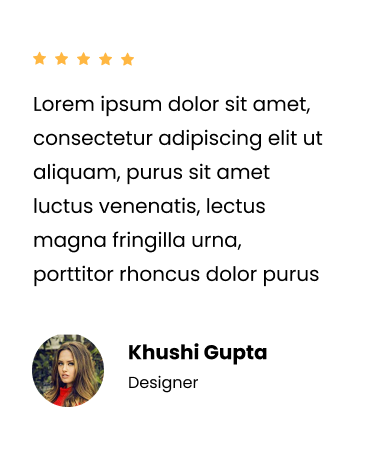 Lorem ipsum dolor sit amet,
consectetur adipiscing elit ut
aliquam, purus sit amet
luctus venenatis, lectus
magna fringilla urna,
porttitor rhoncus dolor purus
Khushi Gupta
Designer